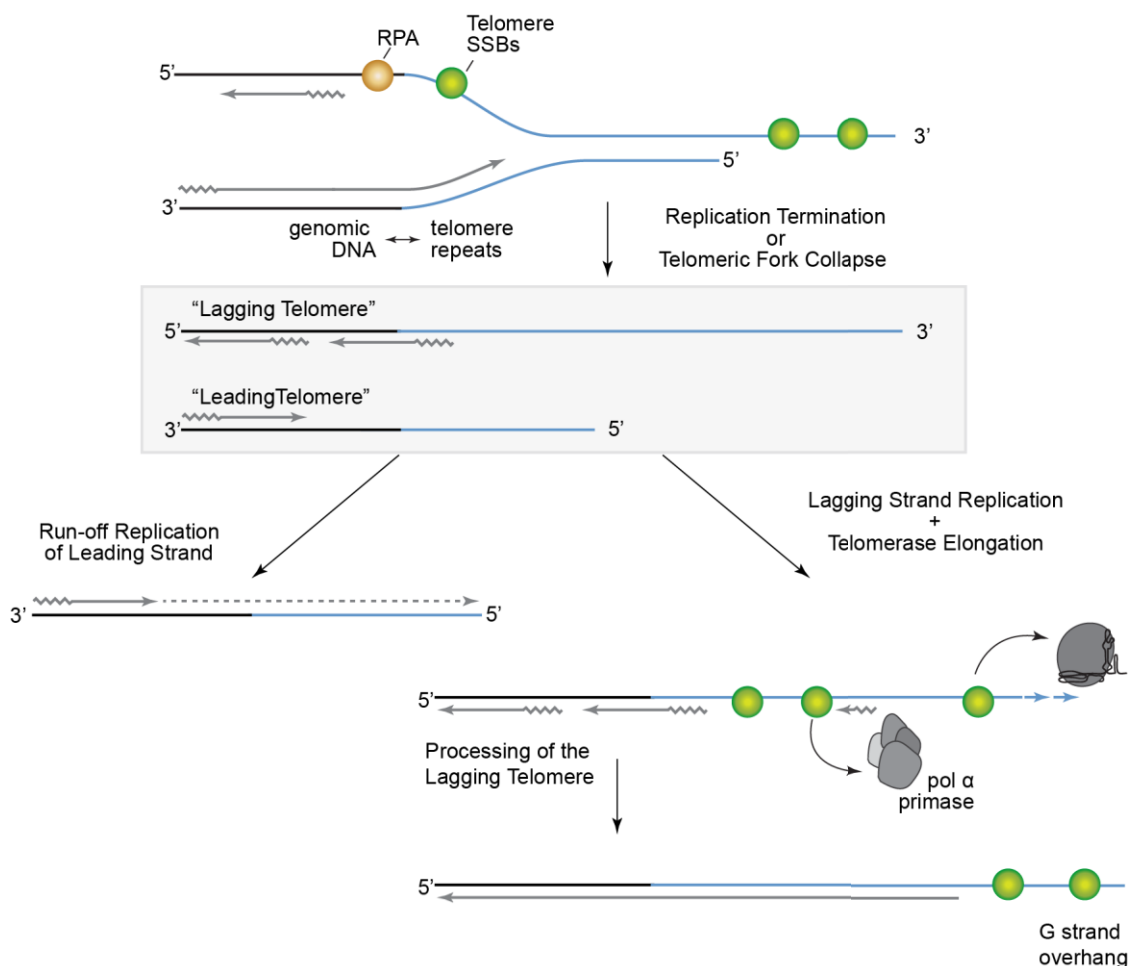 RPA
Telomere
SSBs
5’
3’
5’
3’
genomic
DNA
telomere
repeats
Replication Termination
or
Telomeric Fork Collapse
“Lagging Telomere”
5’
3’
“LeadingTelomere”
3’
5’
Run-off Replication
of Leading Strand
Lagging Strand Replication
+
Telomerase Elongation
3’
5’
5’
Processing of the
Lagging Telomere
pol α
primase
5’
G strand
overhang